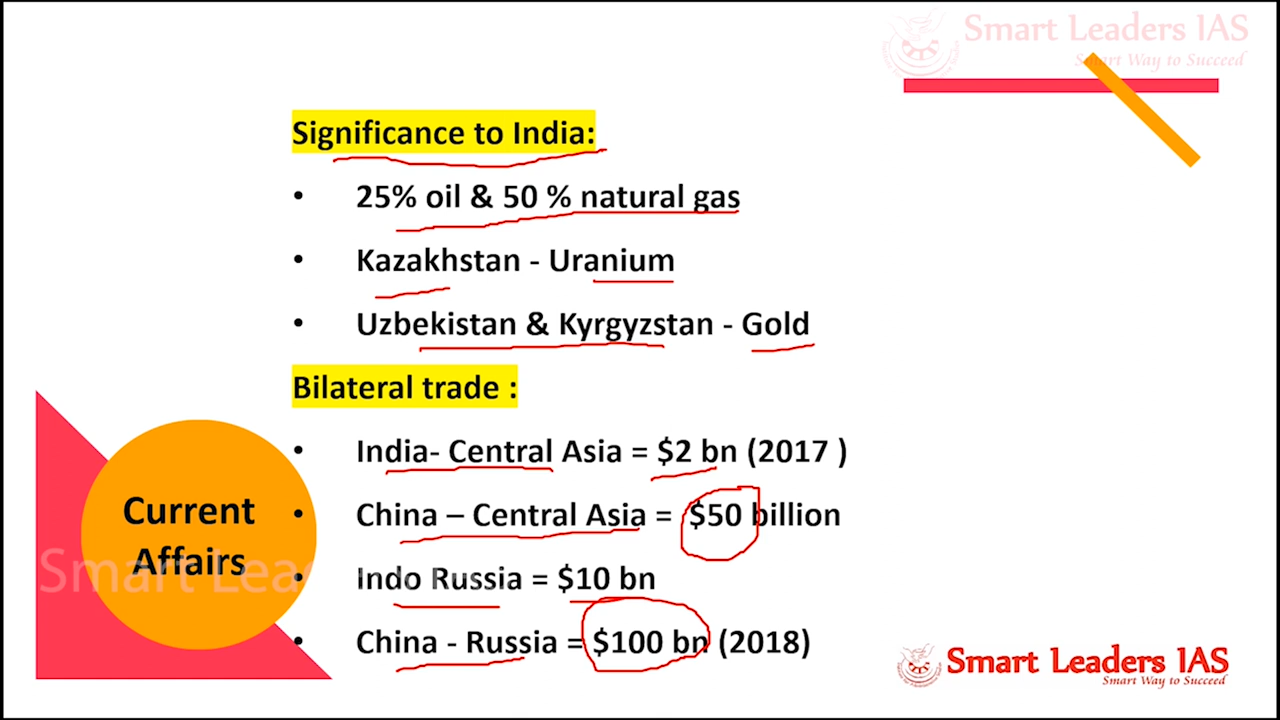 Smart Leaders IAS
Smart Way to Succeed
Significance to India:
• 25% oil & 50 % natural gas
• Kazakhstan - Uranium
• Uzbekistan & Kyrgyzstan - Gold
Bilateral trade :
• India- Central Asia = $2 bn (2017 )
• China – Central Asia = $50 billion
• Indo Russia = $10 bn
• China - Russia = $100 bn (2018)
Current
Affairs
Smart Lea
Smart Leaders IAS
Smart Way to Succeed